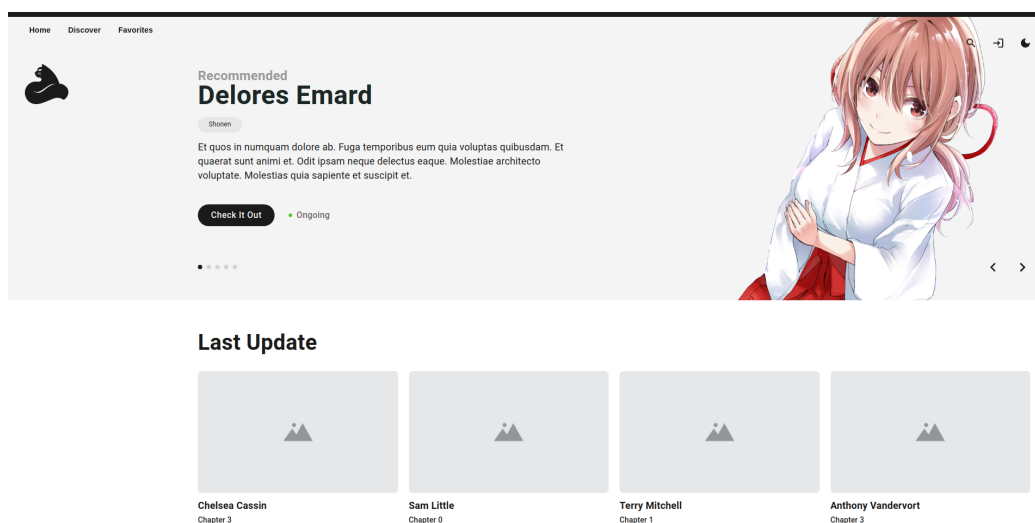 Home Discover Favorites
Recommended
Delores Emard
Shonen
Et quos in numquam dolore ab. Fuga temporibus eum quia voluptas quibusdam. Et
quaerat sunt animi et. Odit ipsam neque delectus eaque. Molestiae architecto
voluptate. Molestias quia sapiente et suscipit et.
Check It Out
Ongoing
Last Update
Chelsea Cassin
Chapter 3
Sam Little
Chapter 0
Terry Mitchell
Chapter 1
Anthony Vandervort
Chapter 3